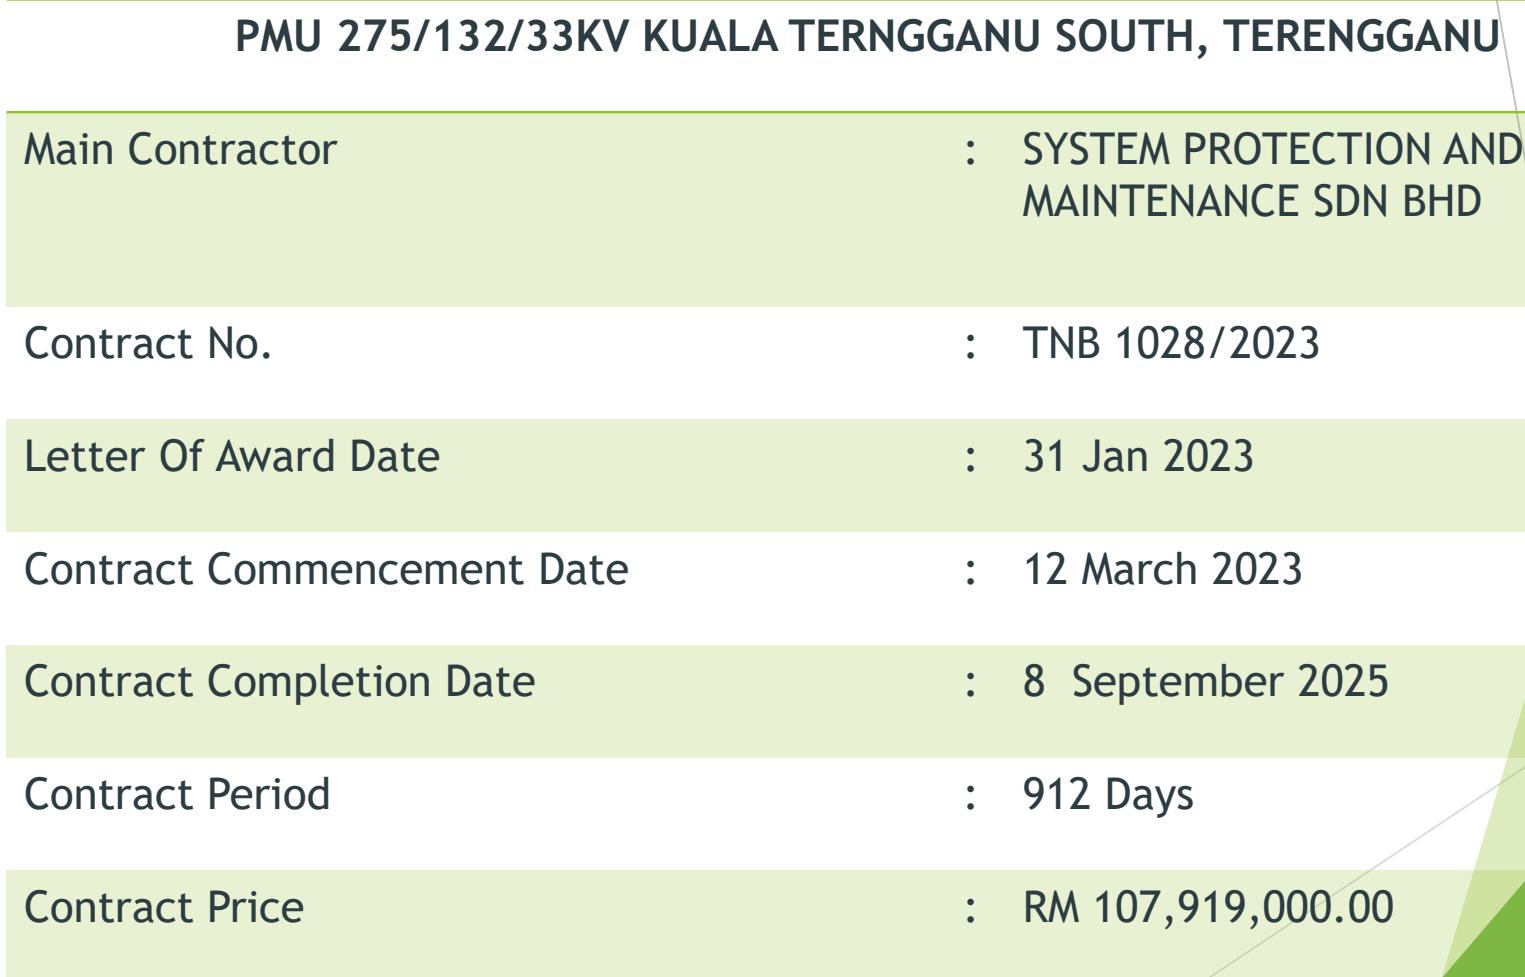 PMU 275/132/33KV KUALA TERNGGANU SOUTH, TERENGGANU
Main Contractor : SYSTEM PROTECTION AND
MAINTENANCE SDN BHD
Contract No. : TNB 1028/2023
Letter Of Award Date : 31 Jan 2023
Contract Commencement Date : 12 March 2023
Contract Completion Date : 8 September 2025
Contract Period : 912 Days
Contract Price : RM 107,919,000.00